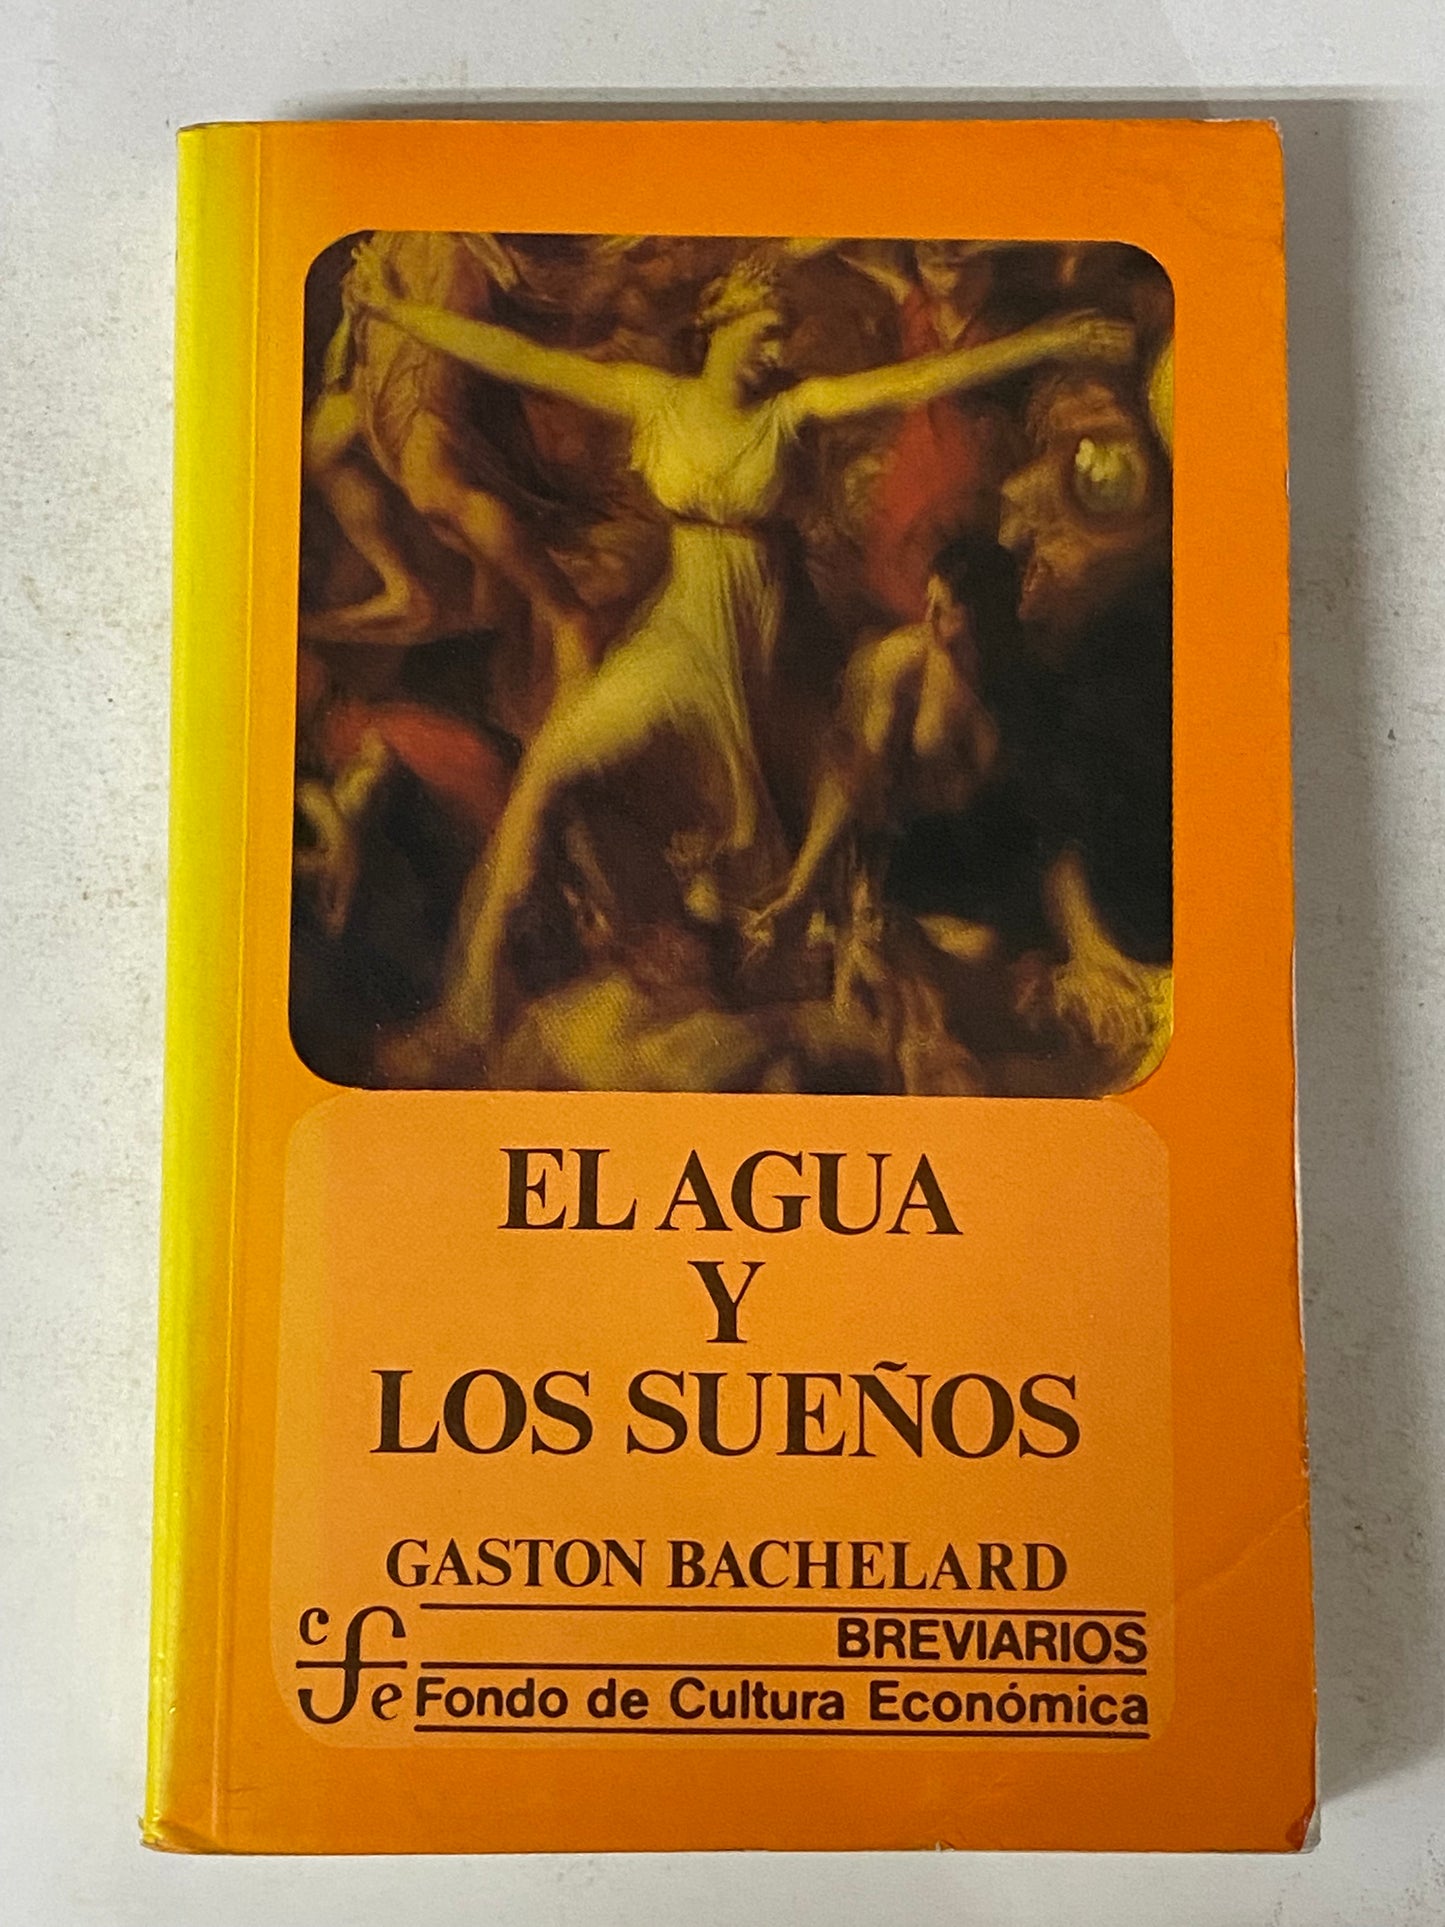 EL AGUA
Y
LOS SUEÑOS
GASTON BACHELARD
BREVIARIOS
cfe Fondo de Cultura Económica